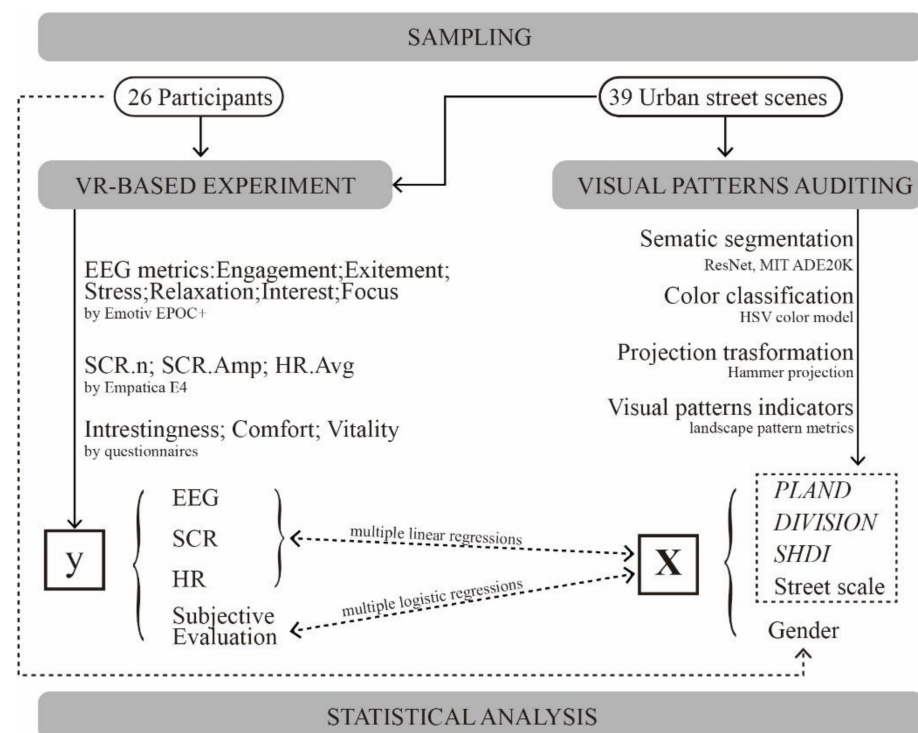 SAMPLING
26 Participants
39 Urban street scenes
VR-BASED EXPERIMENT
VISUAL PATTERNS AUDITING
EEG metrics:Engagement;Exitement;
Stress;Relaxation;Interest;Focus
by Emotiv EPOC+
SCR.n; SCR.Amp; HR.Avg
by Empatica E4
Intrestingness; Comfort; Vitality
by questionnaires
Sematic segmentation
ResNet, MIT ADE20K
Color classification
HSV color model
Projection trasformation
Hammer projection
Visual patterns indicators
landscape pattern metrics
y
EEG
SCR
HR
Subjective
Evaluation
multiple linear regressions
multiple logistic regressions
X
PLAND
DIVISION
SHDI
Street scale
Gender
STATISTICAL ANALYSIS